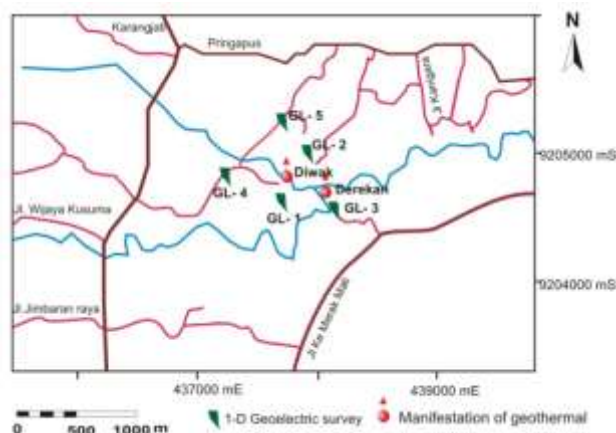 Karangjati
Pringapus
N
Jl. Karigara
GL- 5
GL- 2
9205000 mS
Diwak
GL- 4
Derekan
GL- 1
GL- 3
Jl. Wijaya Kusuma
9204000 mS
Jl.Jimbaran raya
Jl.Ke Merak Mati
437000 mE
439000 mE
0 500 1000 m
1-D Geoelectric survey
Manifestation of geothermal